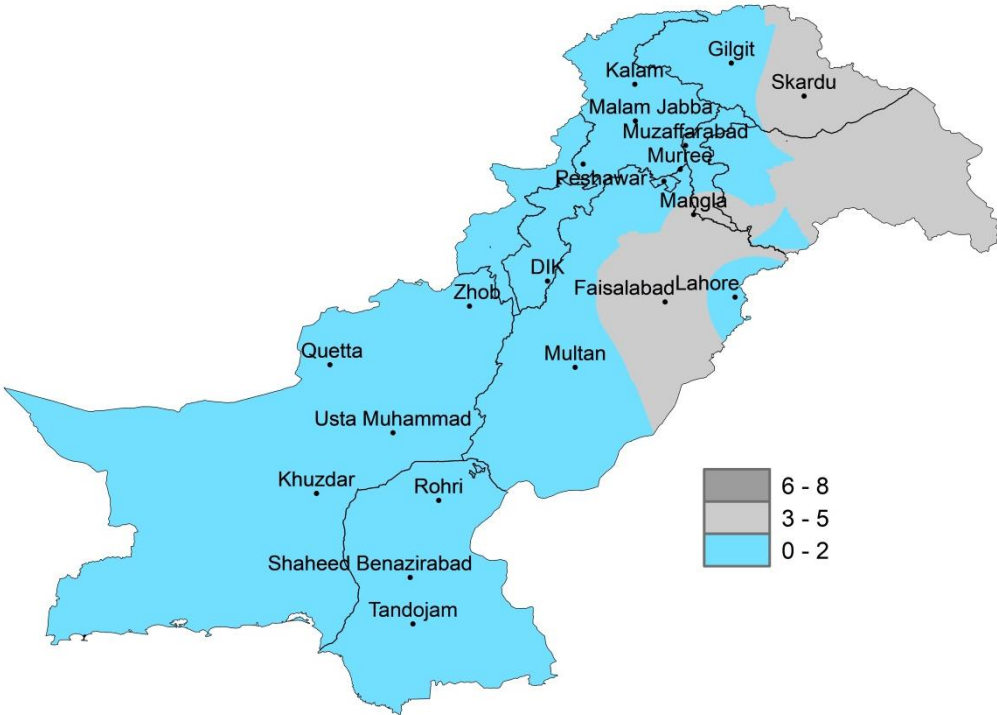 Gilgit
Kalam
Skardu
Malam Jabba
Muzaffarabad
Murree
Peshawar
Mangla
DIK
Zhob
Faisalabad
Lahore
Quetta
Multan
Usta Muhammad
Khuzdar
Rohri
6 - 8
3 - 5
0 - 2
Shaheed Benazirabad
Tandojam